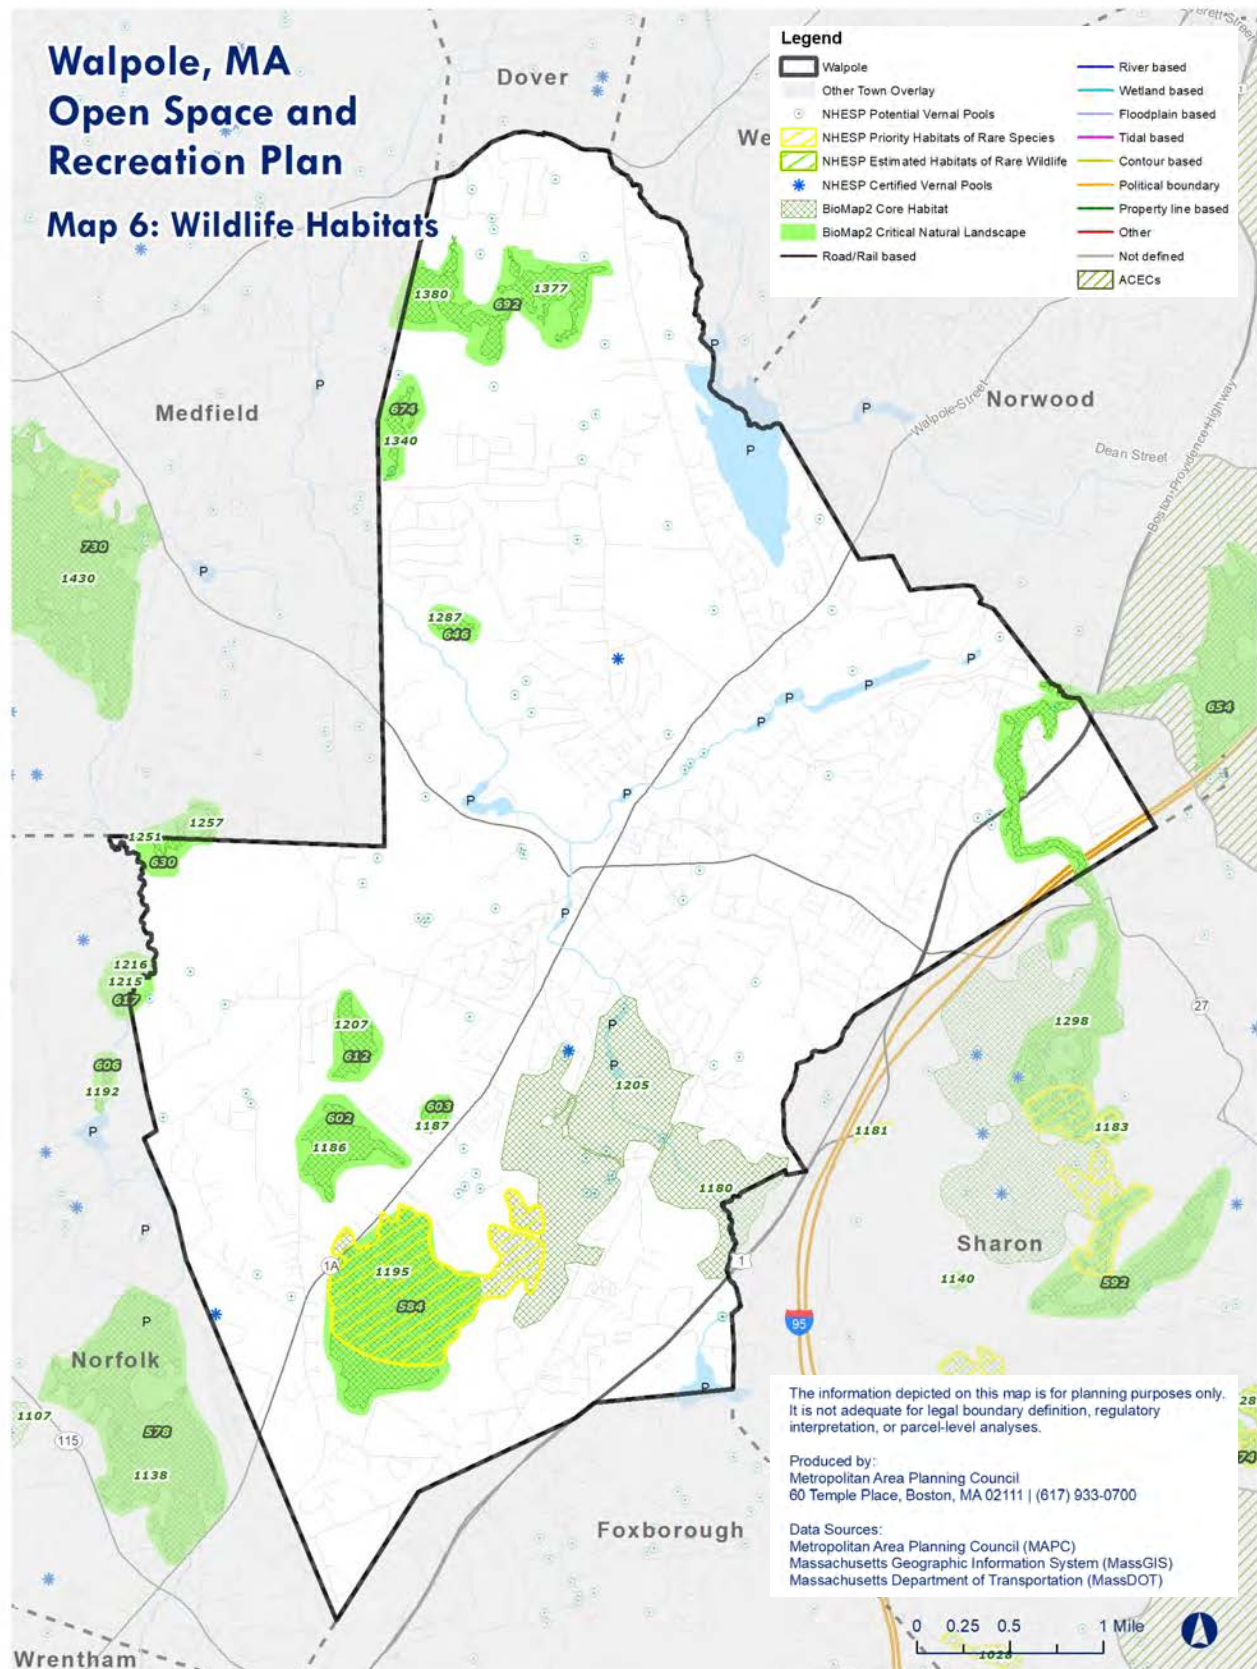 Walpole, MA
Open Space and
Recreation Plan
Map 6: Wildlife Habitats
Legend
Walpole
Other Town Overlay
NHESP Potential Vernal Pools
NHESP Priority Habitats of Rare Species
NHESP Estimated Habitats of Rare Wildlife
NHESP Certified Vernal Pools
BioMap2 Core Habitat
BioMap2 Critical Natural Landscape
Road/Rail based
River based
Wetland based
Floodplain based
Tidal based
Contour based
Political boundary
Property line based
Other
Not defined
ACECs
Dover
We
Street
1380
692
1377
P
P
Medfield
674
1340
P
Walpole Street
Norwood
P
Dean Street
Boston-Providence Highway
730
1430
P
1287
646
P
P
P
P
654
P
P
1251
1257
630
P
1216
1215
617
27
1207
612
P
1298
606
1192
P
1205
P
602
603
1187
1186
1181
1183
1180
P
Sharon
1A
1195
1
1140
592
584
95
P
Norfolk
P
1107
115
578
1138
28
74
The information depicted on this map is for planning purposes only.
It is not adequate for legal boundary definition, regulatory
interpretation, or parcel-level analyses.
Produced by:
Metropolitan Area Planning Council
60 Temple Place, Boston, MA 02111 | (617) 933-0700
Data Sources:
Metropolitan Area Planning Council (MAPC)
Massachusetts Geographic Information System (MassGIS)
Massachusetts Department of Transportation (MassDOT)
Foxborough
0 0.25 0.5 1 Mile
Wrentham
1028